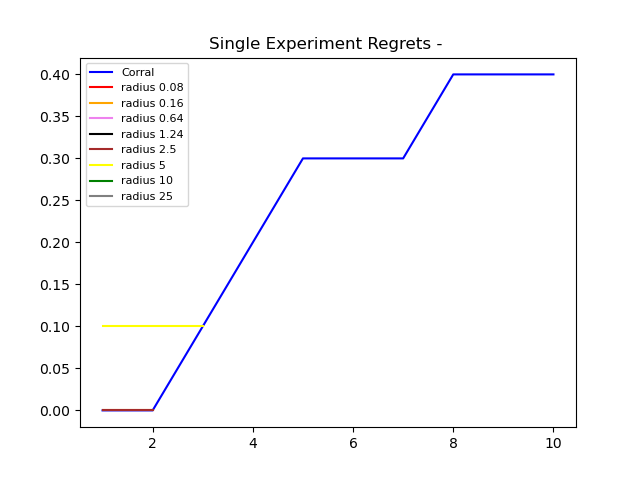 Single Experiment Regrets -
0.40
0.35
0.30
0.25
0.20
0.15
0.10
0.05
0.00
Corral
radius 0.08
radius 0.16
radius 0.64
radius 1.24
radius 2.5
radius 5
radius 10
radius 25
2 4 6 8 10